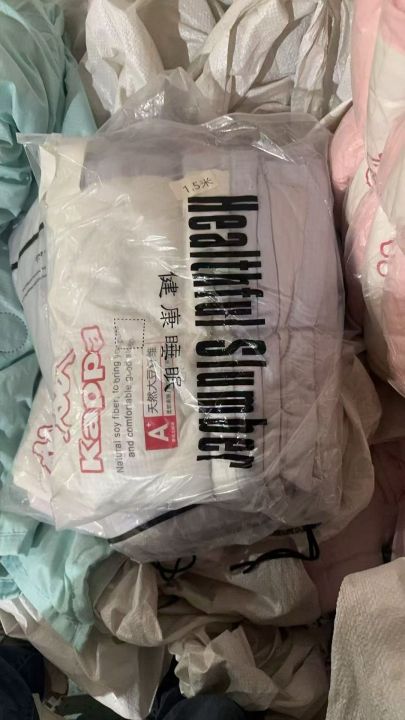 1.5米
Healthful Slumber
健康睡眠
A
天然大豆纤维
Kappa
Natural soy fiber, to bring you
and comfortable